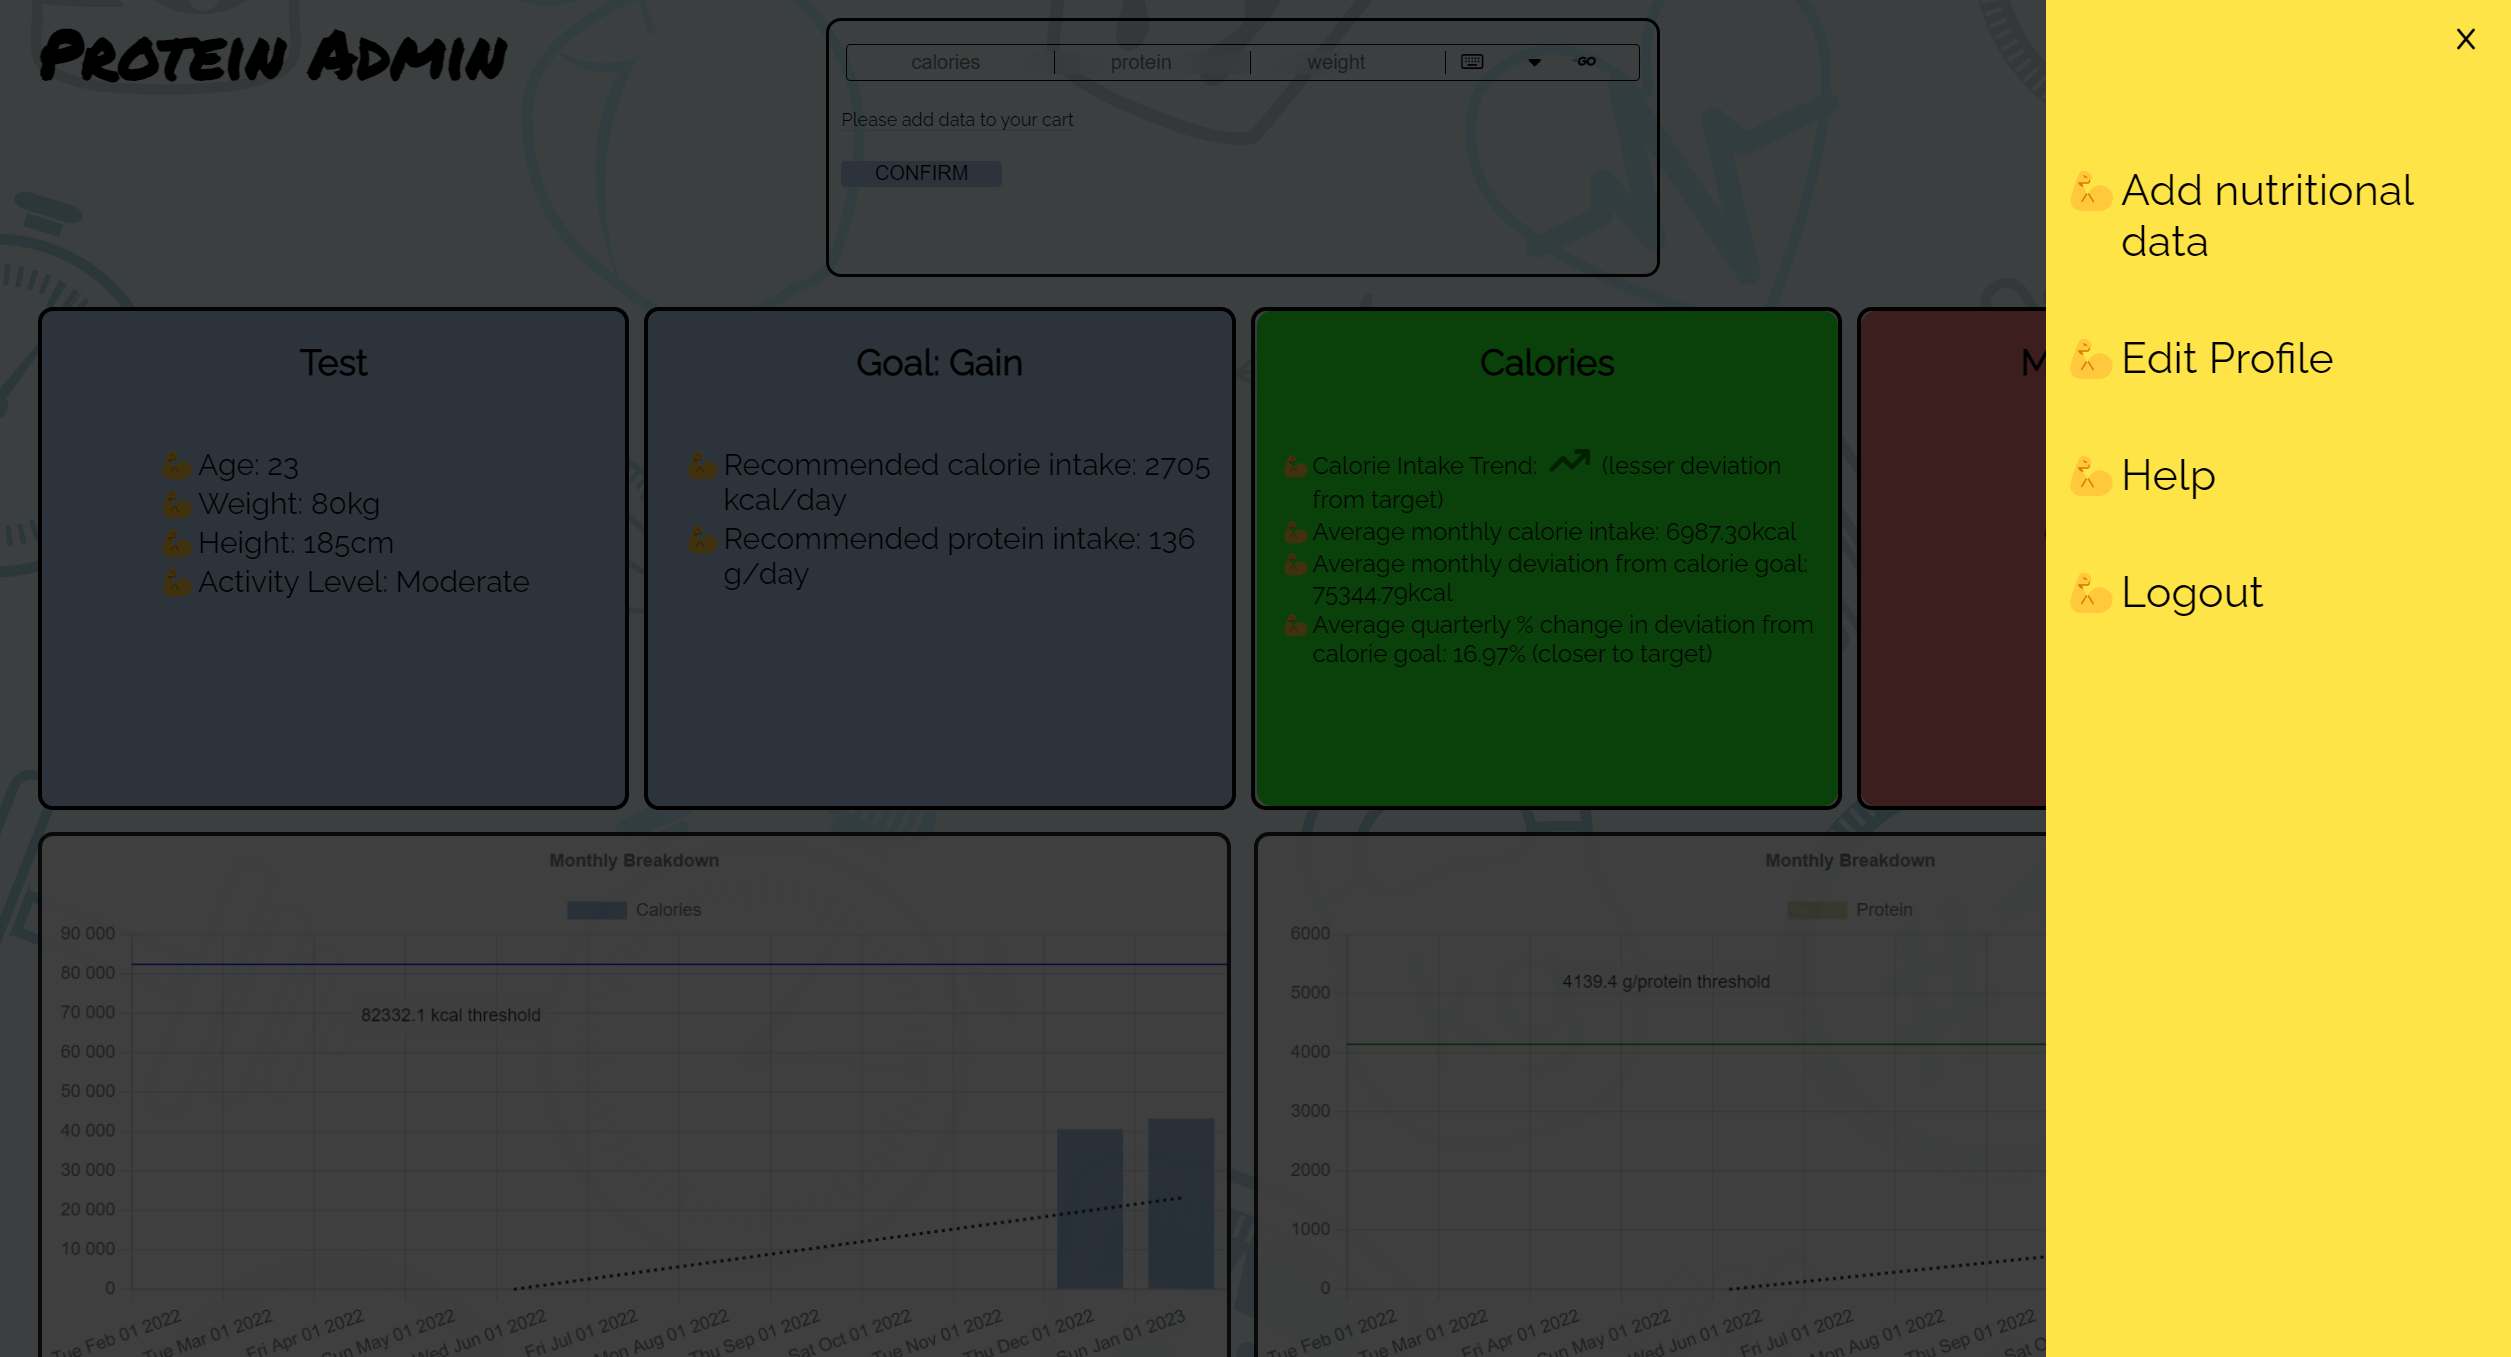 Protein Admin
calories protein weight GO
Please add data to your cart
CONFIRM
Test
Age: 23
Weight: 80kg
Height: 185cm
Activity Level: Moderate
Goal: Gain
Recommended calorie intake: 2705
kcal/day
Recommended protein intake: 136
g/day
Calories
Calorie Intake Trend: (lesser deviation
from target)
Average monthly calorie intake: 6987.30kcal
Average monthly deviation from calorie goal:
75344.79kcal
Average quarterly % change in deviation from
calorie goal: 16.97% (closer to target)
X
Add nutritional
data
Edit Profile
Help
Logout
Monthly Breakdown
Calories
90 000
80 000
70 000
60 000
50 000
40 000
30 000
20 000
10 000
0
82332.1 kcal threshold
Tue Feb 01 2022
Tue Mar 01 2022
Fri Apr 01 2022
Sun May 01 2022
Wed Jun 01 2022
Fri Jul 01 2022
Mon Aug 01 2022
Thu Sep 01 2022
Sat Oct 01 2022
Tue Nov 01 2022
Thu Dec 01 2022
Sun Jan 01 2023
Monthly Breakdown
Protein
6000
5000
4000
3000
2000
1000
0
4139.4 g/protein threshold
Tue Feb 01 2022
Tue Mar 01 2022
Fri Apr 01 2022
Sun May 01 2022
Wed Jun 01 2022
Fri Jul 01 2022
Mon Aug 01 2022
Thu Sep 01 2022
Sat O